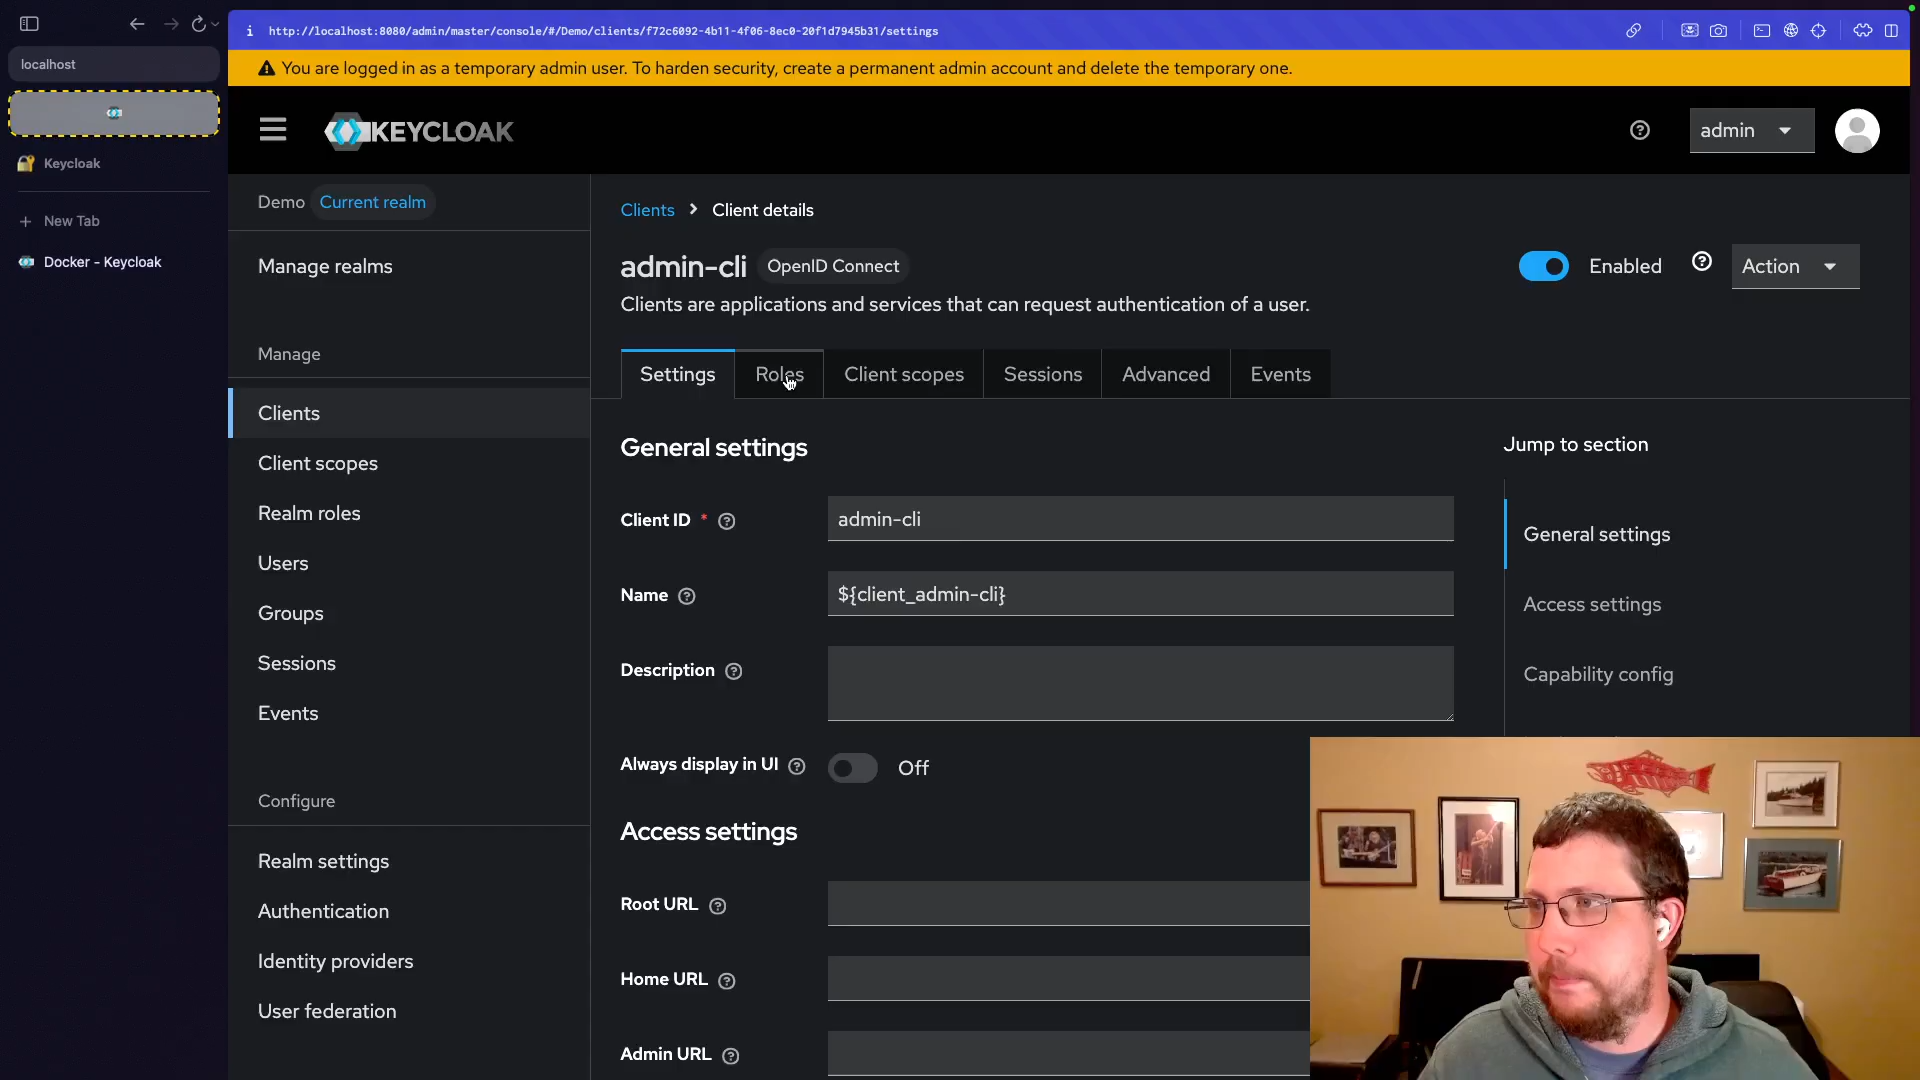 localhost
http://localhost:8080/admin/master/console/#/Demo/clients/f72c6092-4b11-4f06-8ec0-20f1d7945b31/settings
You are logged in as a temporary admin user. To harden security, create a permanent admin account and delete the temporary one.
KEYCLOAK
admin
Keycloak
New Tab
Docker - Keycloak
Demo Current realm
Manage realms
Manage
Clients
Client scopes
Realm roles
Users
Groups
Sessions
Events
Configure
Realm settings
Authentication
Identity providers
User federation
Clients Client details
admin-cli OpenID Connect
Enabled
Action
Clients are applications and services that can request authentication of a user.
Settings Roles Client scopes Sessions Advanced Events
General settings
Client ID *
admin-cli
Name
${client_admin-cli}
Description
Always display in UI
Off
Access settings
Root URL
Home URL
Admin URL
Jump to section
General settings
Access settings
Capability config